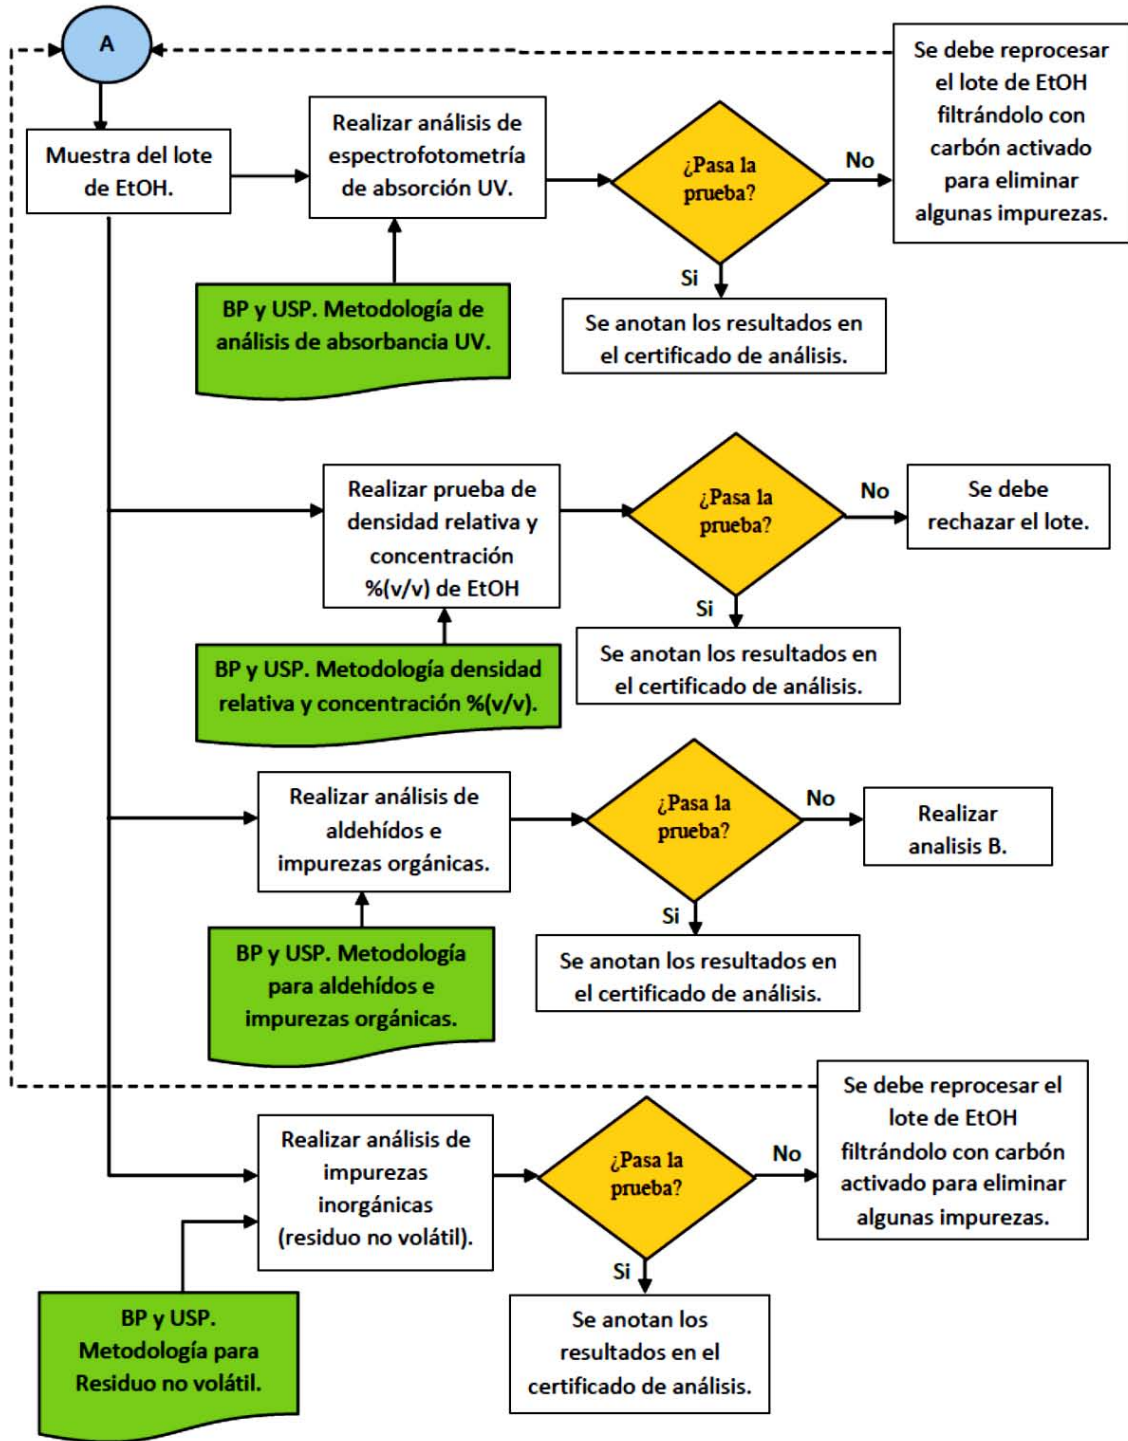 A
Muestra del lote
de EtOH.
Realizar análisis de
espectrofotometría
de absorción UV.
¿Pasa la
prueba?
No
Se debe reprocesar
el lote de EtOH
filtrándolo con
carbón activado
para eliminar
algunas impurezas.
Si
BP y USP. Metodología de
análisis de absorbancia UV.
Se anotan los resultados en
el certificado de análisis.
Realizar prueba de
densidad relativa y
concentración
%(v/v) de EtOH
¿Pasa la
prueba?
No
Se debe
rechazar el lote.
Si
BP y USP. Metodología densidad
relativa y concentración %(v/v).
Se anotan los resultados en
el certificado de análisis.
Realizar análisis de
aldehídos e
impurezas orgánicas.
¿Pasa la
prueba?
No
Realizar
analisis B.
Si
BP y USP. Metodología
para aldehídos e
impurezas orgánicas.
Se anotan los resultados en
el certificado de análisis.
Realizar análisis de
impurezas
inorgánicas
(residuo no volátil).
¿Pasa la
prueba?
No
Se debe reprocesar el
lote de EtOH
filtrándolo con carbón
activado para eliminar
algunas impurezas.
Si
BP y USP.
Metodología para
Residuo no volátil.
Se anotan los
resultados en el
certificado de análisis.